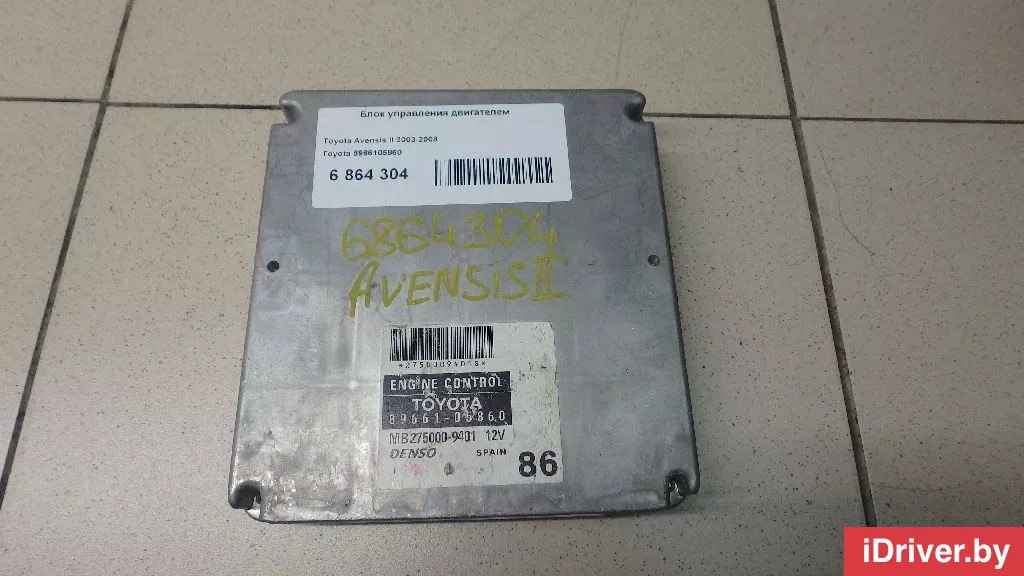 Блок управления двигателем
Toyota Avensis II 2003-2008
Toyota 8966105860
6 864 304
6864304
AVENSIS II
*2750009401S*
ENGINE CONTROL
TOYOTA
89661-05860
MB275000-9401 12V
DENSO SPAIN 86
iDriver.by